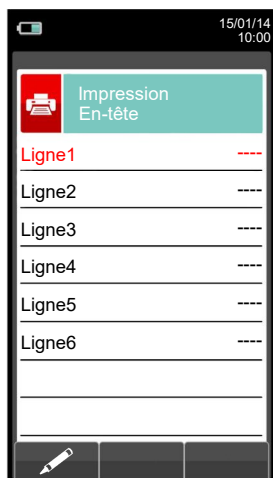 15/01/14
10:00
Impression
En-tête
Ligne1 ----
Ligne2 ----
Ligne3 ----
Ligne4 ----
Ligne5 ----
Ligne6 ----